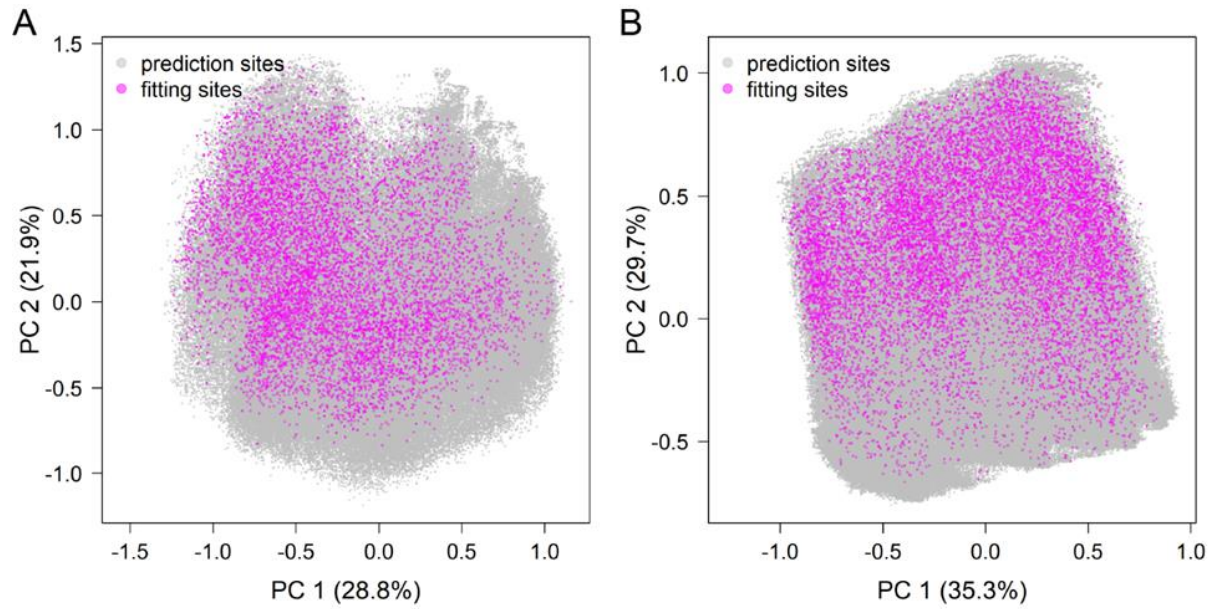 A
prediction sites
fitting sites
1.5
1.0
0.5
0.0
-0.5
-1.0
PC 2 (21.9%)
-1.5
-1.0
-0.5
0.0
0.5
1.0
PC 1 (28.8%)
B
prediction sites
fitting sites
1.0
0.5
0.0
-0.5
PC 2 (29.7%)
-1.0
-0.5
0.0
0.5
1.0
PC 1 (35.3%)